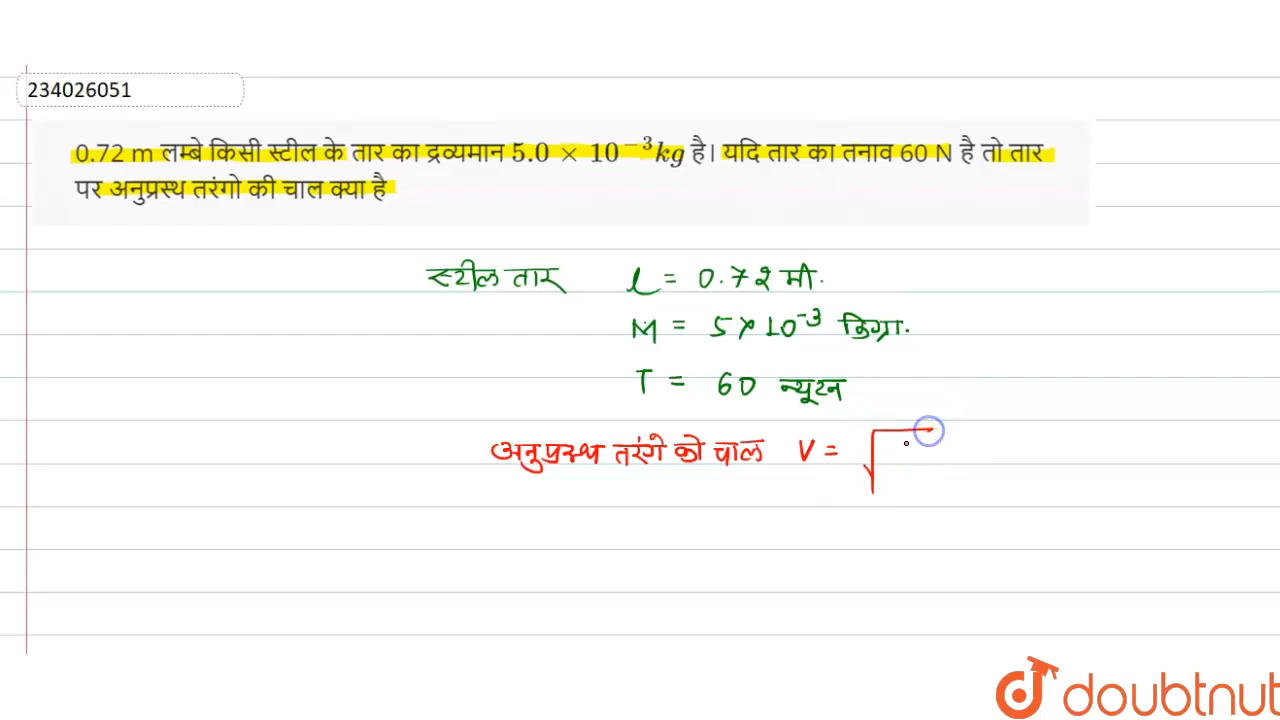 234026051
0.72 m लम्बे किसी स्टील के तार का द्रव्यमान 5.0 × 10⁻³kg है। यदि तार का तनाव 60 N है तो तार
पर अनुप्रस्थ तरंगो की चाल क्या है
स्टील तार l = 0.72 मी.
M = 5 × 10⁻³ किग्रा.
T = 60 न्यूटन
अनुप्रस्थ तरंगो की चाल V = √
doubtnut